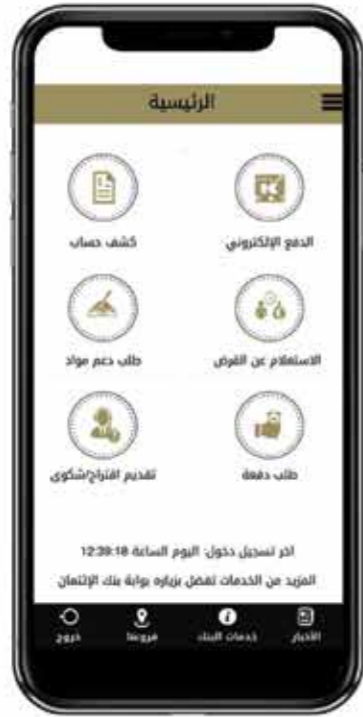 الرئيسية
الدفع الإلكتروني
كشف حساب
الاستعلام عن القرض
طلب دعم مواد
طلب دفعة
تقديم اقتراح/شكوى
اخر تسجيل دخول: اليوم الساعة 12:39:18
المزيد من الخدمات تفضل بزياره بوابة بنك الإئتمان
الأخبار
خدمات البنك
فروعنا
خروج